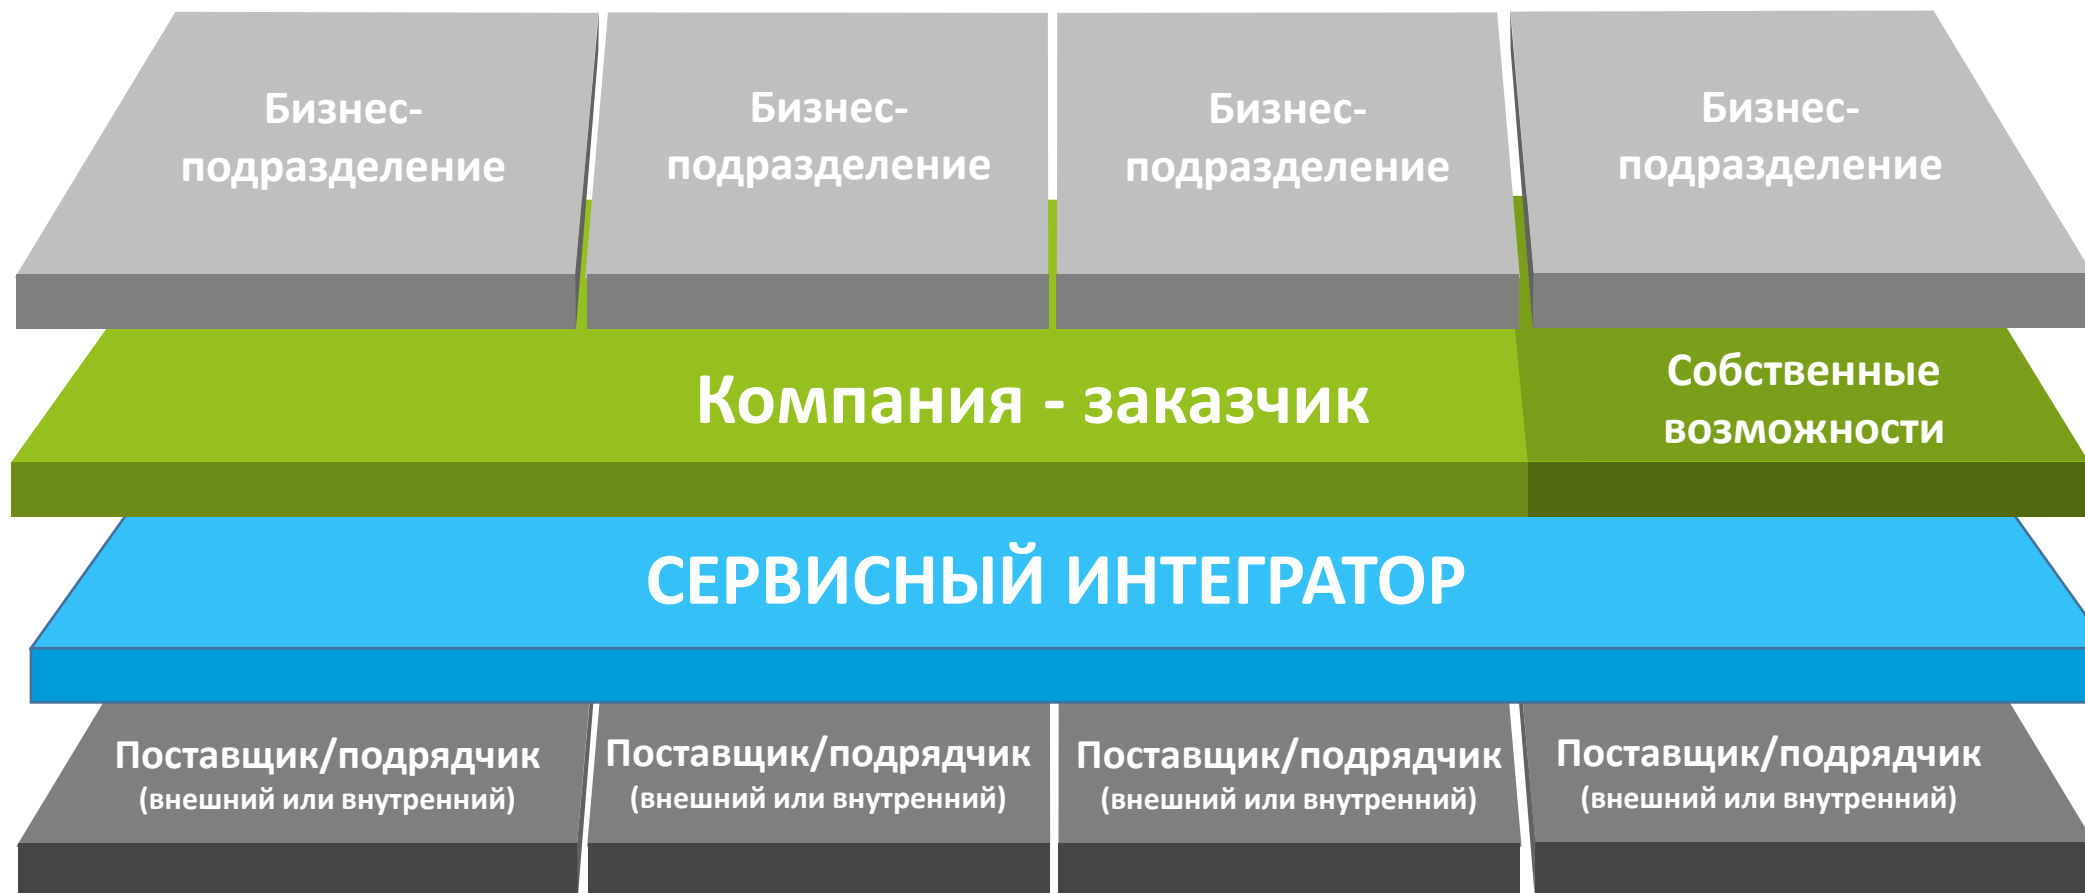 Бизнес-
подразделение
Бизнес-
подразделение
Бизнес-
подразделение
Бизнес-
подразделение
Компания - заказчик
Собственные
возможности
СЕРВИСНЫЙ ИНТЕГРАТОР
Поставщик/подрядчик
(внешний или внутренний)
Поставщик/подрядчик
(внешний или внутренний)
Поставщик/подрядчик
(внешний или внутренний)
Поставщик/подрядчик
(внешний или внутренний)